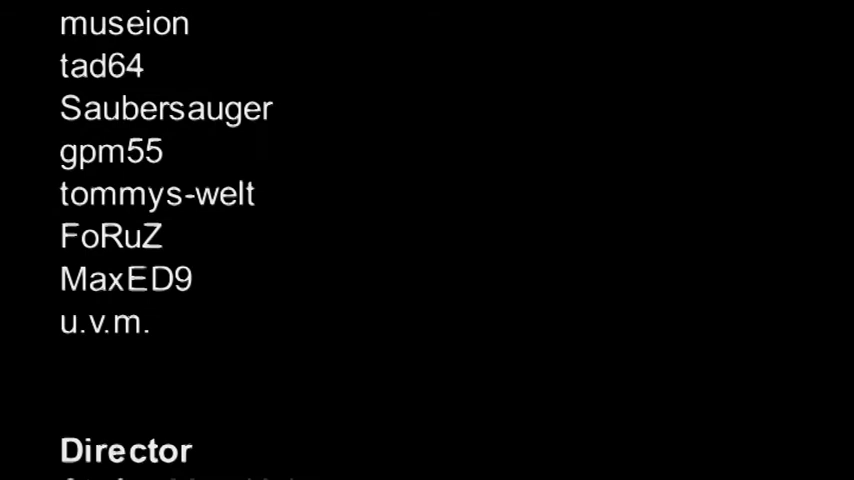 museion
tad64
Saubersauger
gpm55
tommys-welt
FoRuZ
MaxED9
u.v.m.
Director